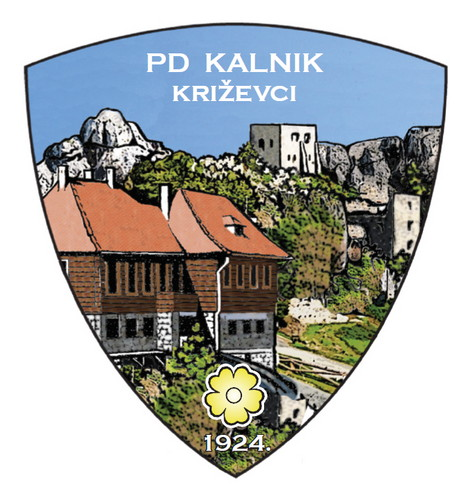 PD KALNIK
KRIŽEVCI
1924.